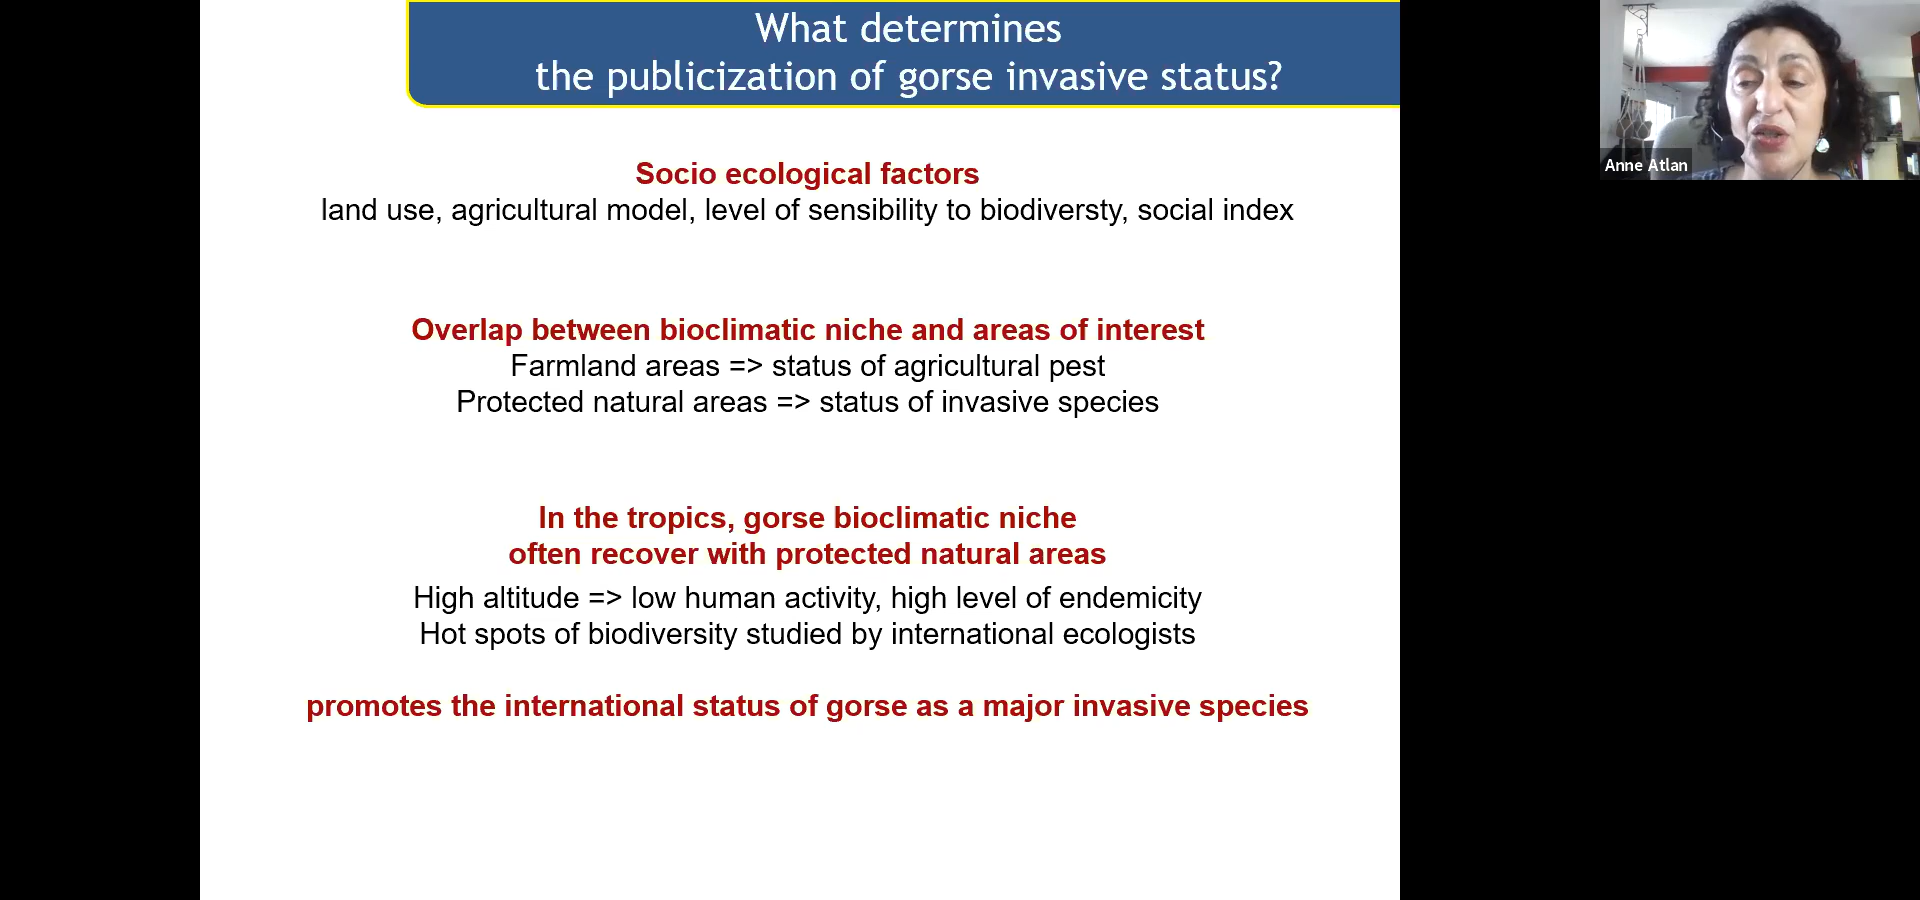 What determines
the publicization of gorse invasive status?
Socio ecological factors
land use, agricultural model, level of sensibility to biodiversty, social index
Overlap between bioclimatic niche and areas of interest
Farmland areas => status of agricultural pest
Protected natural areas => status of invasive species
In the tropics, gorse bioclimatic niche
often recover with protected natural areas
High altitude => low human activity, high level of endemicity
Hot spots of biodiversity studied by international ecologists
promotes the international status of gorse as a major invasive species
Anne Atlan